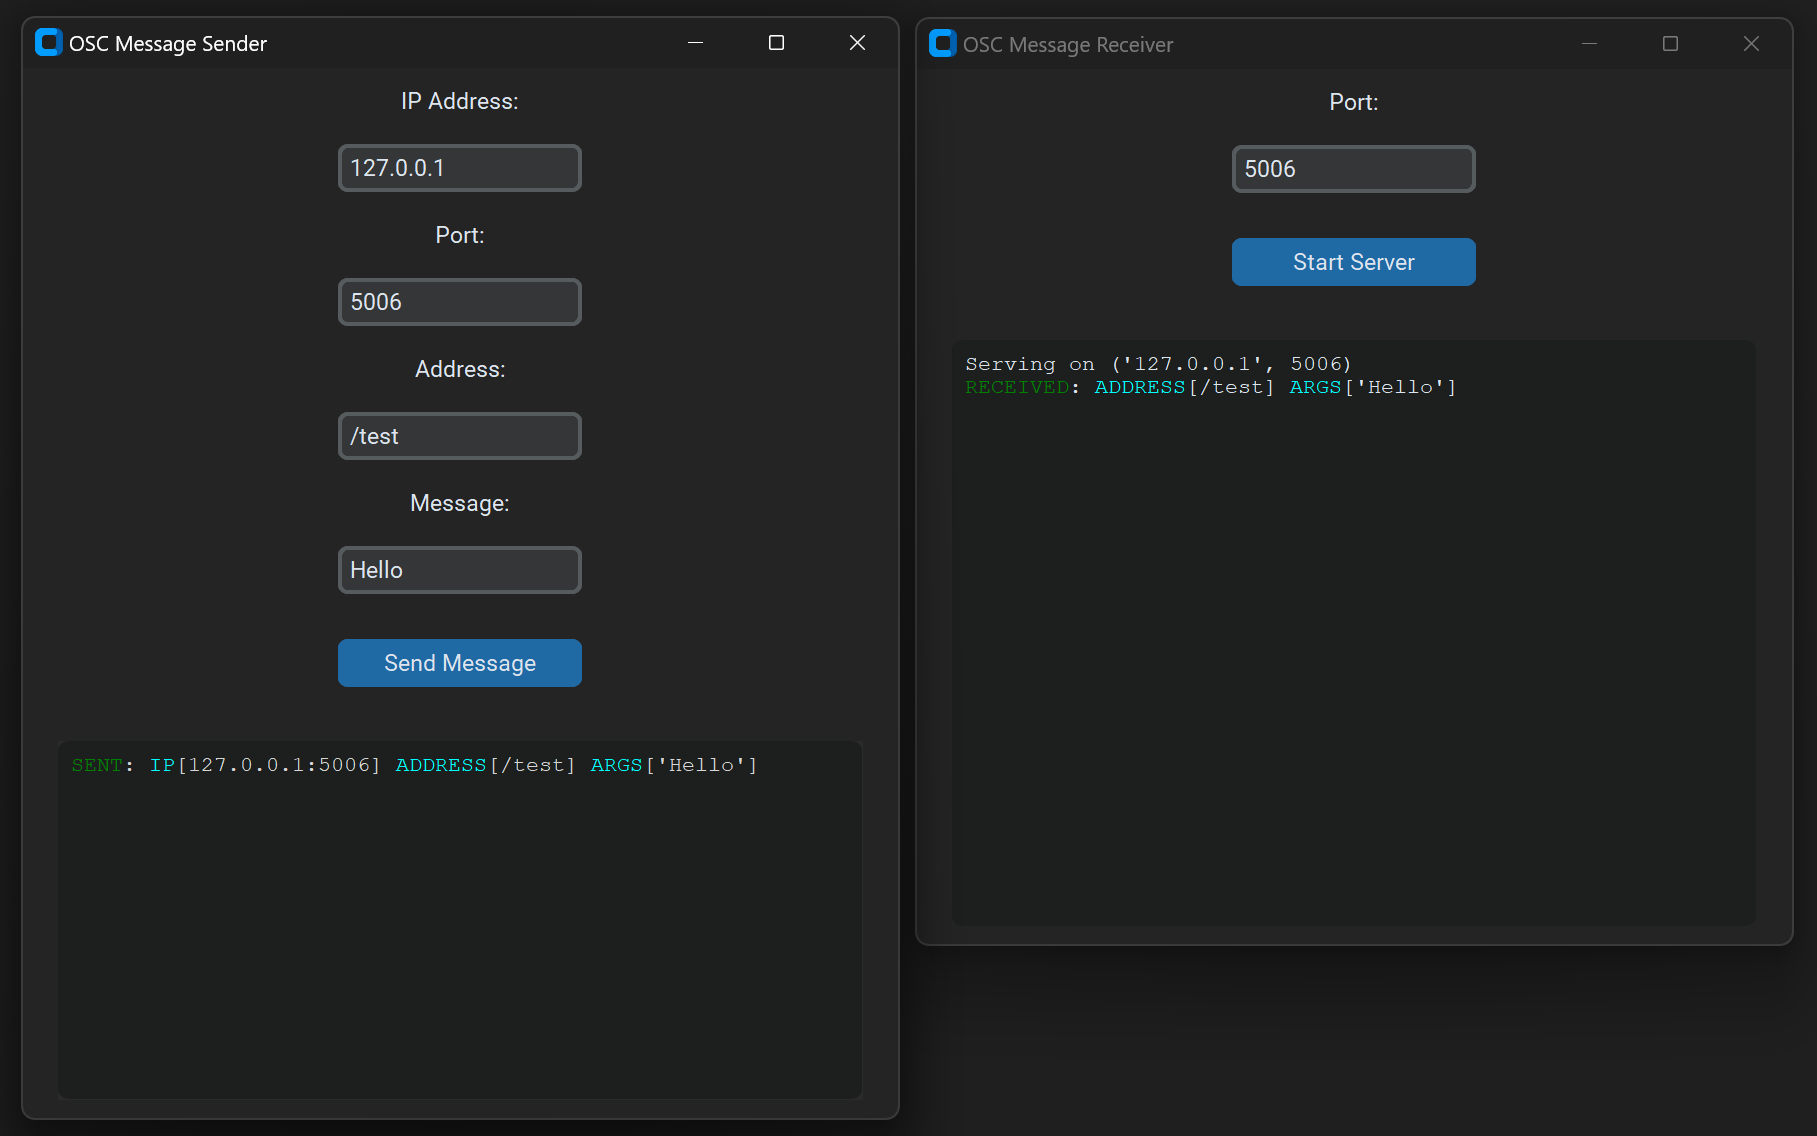 OSC Message Sender
IP Address:
127.0.0.1
Port:
5006
Address:
/test
Message:
Hello
Send Message
SENT: IP[127.0.0.1:5006] ADDRESS[/test] ARGS['Hello']
OSC Message Receiver
Port:
5006
Start Server
Serving on ('127.0.0.1', 5006)
RECEIVED: ADDRESS[/test] ARGS['Hello']